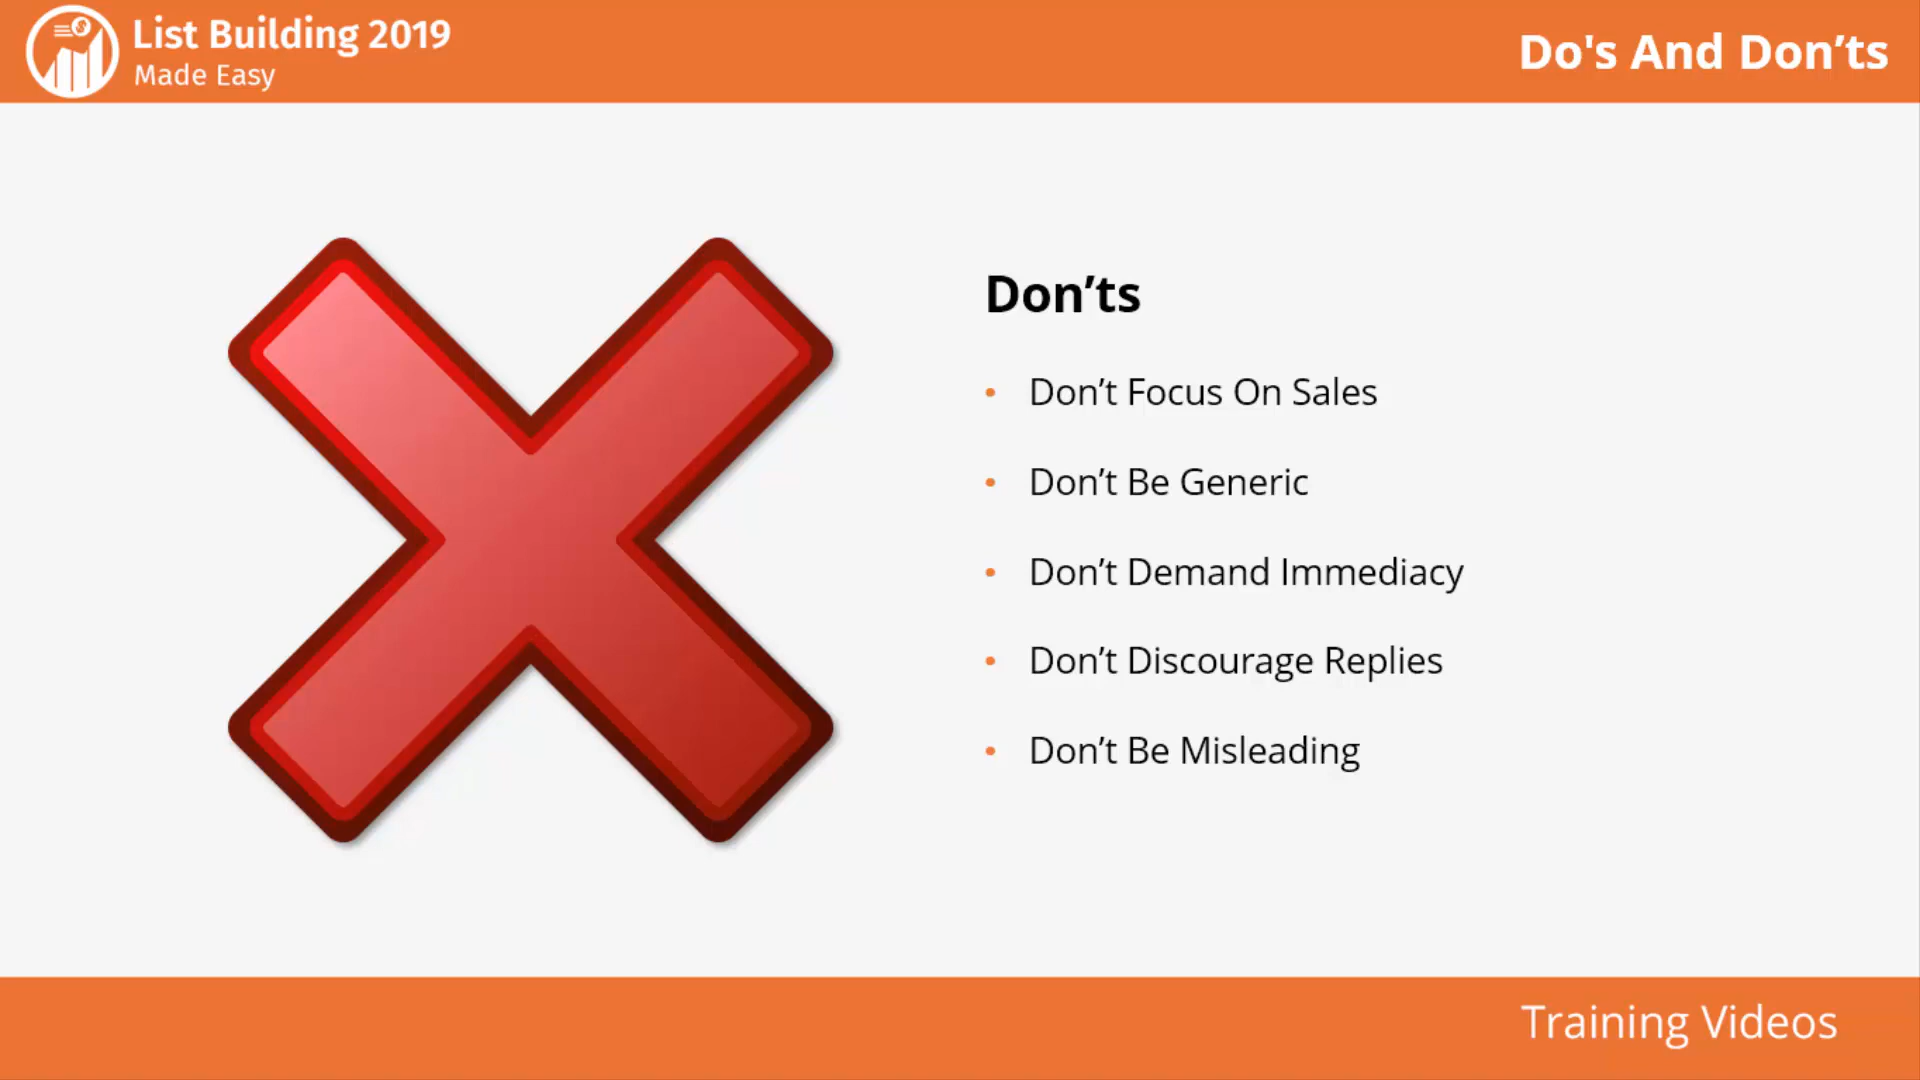 List Building 2019
Made Easy
Do's And Don’ts
Don’ts
• Don’t Focus On Sales
• Don’t Be Generic
• Don’t Demand Immediacy
• Don’t Discourage Replies
• Don’t Be Misleading
Training Videos